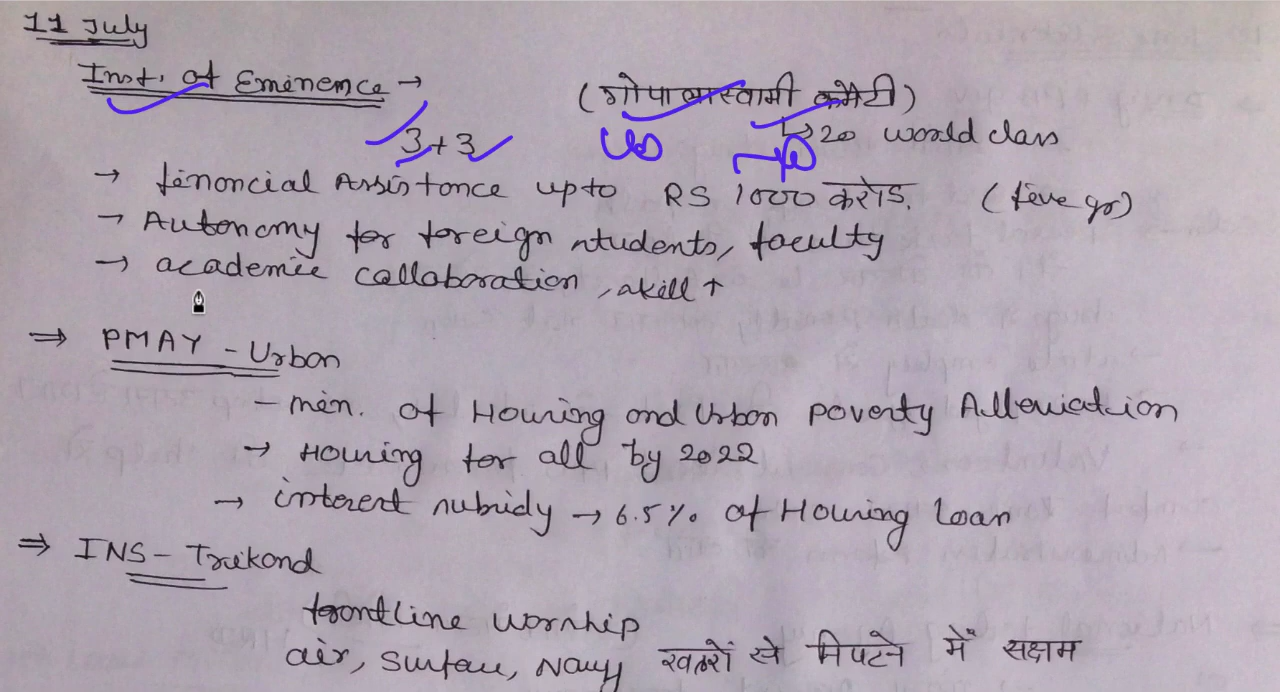 11 July
Inst. of Eminence → (गोपालास्वामी कमेटी)
3+3 ↳ 20 world class
→ financial Assistance upto RS 1000 करोड. (five yr)
→ Autonomy for foreign students, faculty
→ academic collaboration, skill ↑
⇒ PMAY - Urban
min. of Housing and Urban poverty Alleviation
→ Housing for all by 2022
→ interest subsidy → 6.5% of Housing loan
⇒ INS - Trikand
frontline warship
air, surface, Navy खतरों से निपटने में सक्षम